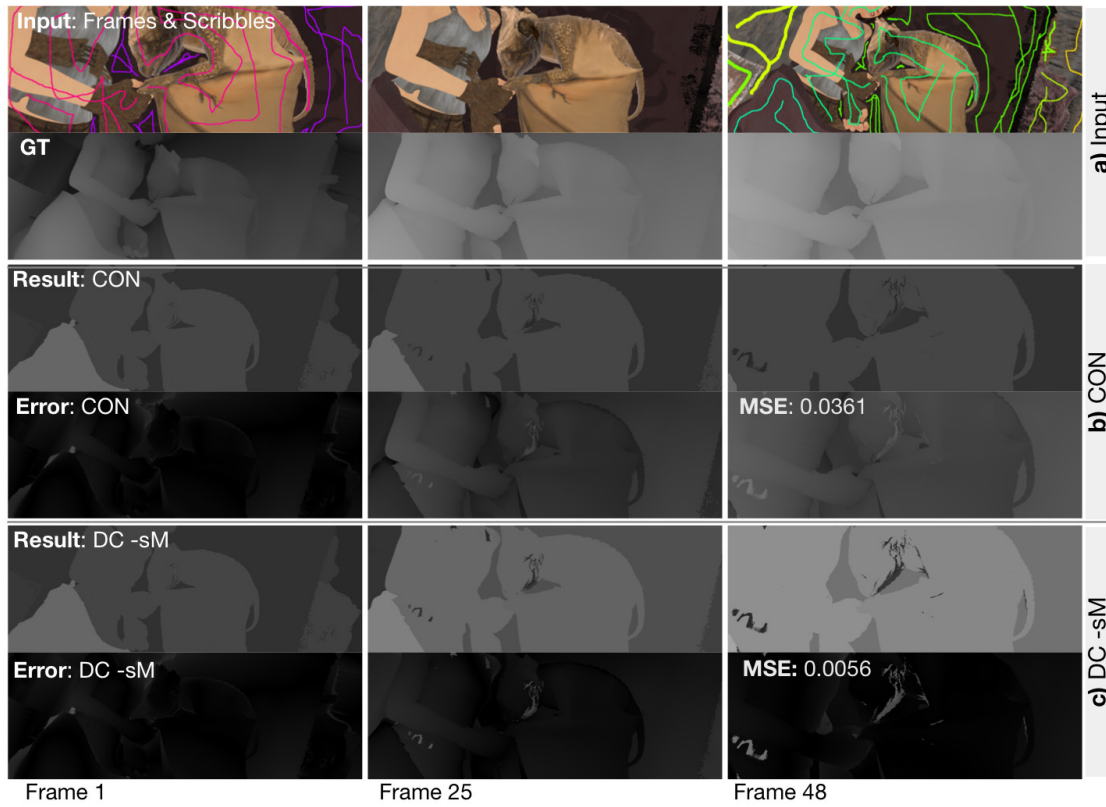 Input: Frames & Scribbles
GT
a) Input
Result: CON
Error: CON
MSE: 0.0361
b) CON
Result: DC -sM
Error: DC -sM
MSE: 0.0056
c) DC -sM
Frame 1
Frame 25
Frame 48